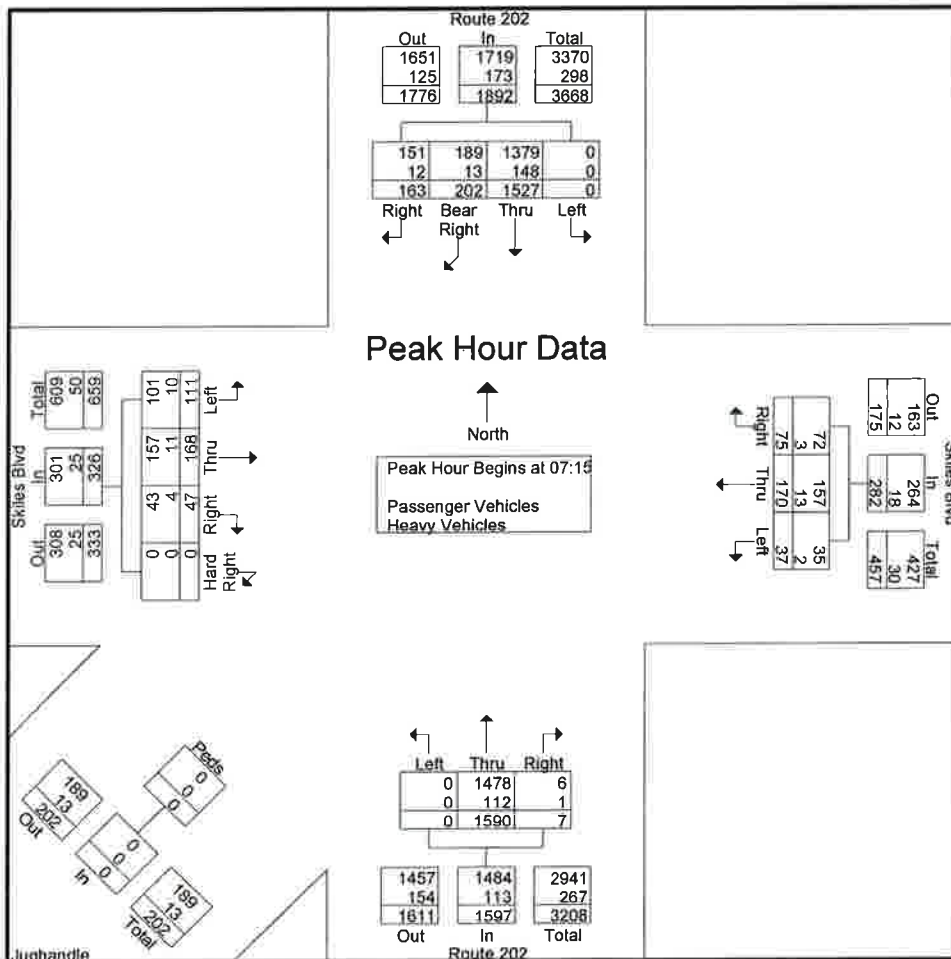 Route 202
Out In Total
1651 1719 3370
125 173 298
1776 1892 3668
151 189 1379 0
12 13 148 0
163 202 1527 0
Right Bear Right Thru Left
Peak Hour Data
North
Peak Hour Begins at 07:15
Passenger Vehicles
Heavy Vehicles
Skiles Blvd
Total In Out
609 301 308
50 25 25
659 326 333
101 157 43 0
10 11 4 0
111 168 47 0
Left Thru Right Hard Right
Right Thru Left
75 170 37
3 13 2
72 157 35
Out In Total
163 264 427
12 18 30
175 282 457
Skiles Blvd
Peds
0
0
0
189
13
202
Out
0
0
0
In
189
13
202
Total
Jughandle
Left Thru Right
0 1478 6
0 112 1
0 1590 7
1457 1484 2941
154 113 267
1611 1597 3208
Out In Total
Route 202